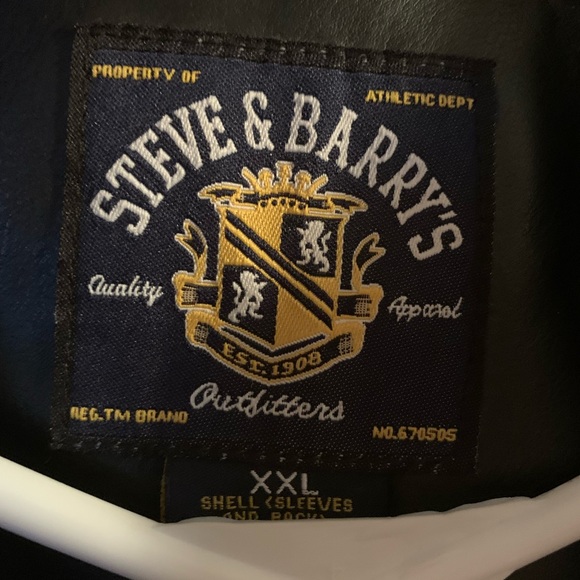 PROPERTY OF
ATHLETIC DEPT
STEVE & BARRY'S
Quality
Apparel
EST. 1908
Outfitters
REG.TM BRAND
NO.670505
XXL
SHELL (SLEEVES
AND BACK)